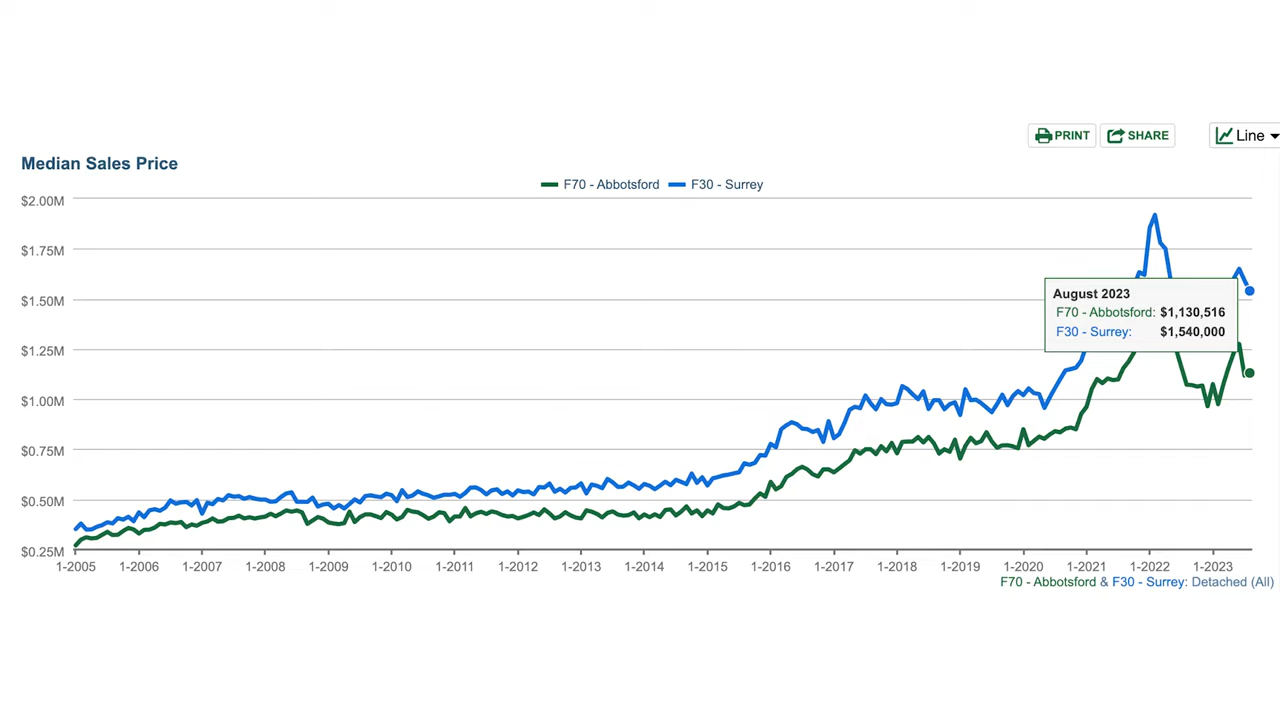 PRINT
SHARE
Line
Median Sales Price
F70 - Abbotsford
F30 - Surrey
$2.00M
$1.75M
$1.50M
$1.25M
$1.00M
$0.75M
$0.50M
$0.25M
August 2023
F70 - Abbotsford: $1,130,516
F30 - Surrey: $1,540,000
1-2005 1-2006 1-2007 1-2008 1-2009 1-2010 1-2011 1-2012 1-2013 1-2014 1-2015 1-2016 1-2017 1-2018 1-2019 1-2020 1-2021 1-2022 1-2023
F70 - Abbotsford & F30 - Surrey: Detached (All)